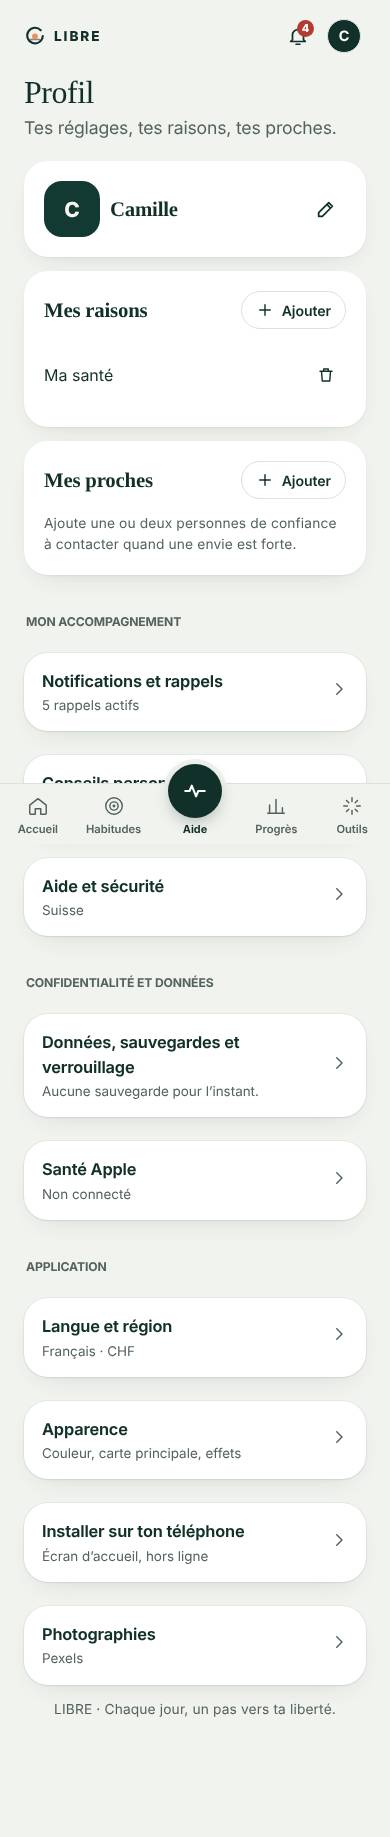 LIBRE
4
C
Profil
Tes réglages, tes raisons, tes proches.
C
Camille
Mes raisons
Ajouter
Ma santé
Mes proches
Ajouter
Ajoute une ou deux personnes de confiance
à contacter quand une envie est forte.
MON ACCOMPAGNEMENT
Notifications et rappels
5 rappels actifs
Accueil
Habitudes
Aide
Progrès
Outils
Aide et sécurité
Suisse
CONFIDENTIALITÉ ET DONNÉES
Données, sauvegardes et
verrouillage
Aucune sauvegarde pour l’instant.
Santé Apple
Non connecté
APPLICATION
Langue et région
Français · CHF
Apparence
Couleur, carte principale, effets
Installer sur ton téléphone
Écran d’accueil, hors ligne
Photographies
Pexels
LIBRE · Chaque jour, un pas vers ta liberté.